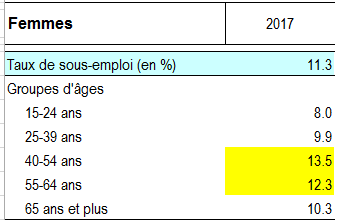 Femmes 2017
Taux de sous-emploi (en %) 11.3
Groupes d'âges
15-24 ans 8.0
25-39 ans 9.9
40-54 ans 13.5
55-64 ans 12.3
65 ans et plus 10.3